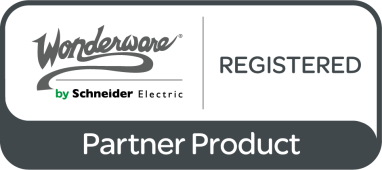 Wonderware®
by Schneider Electric
REGISTERED
Partner Product